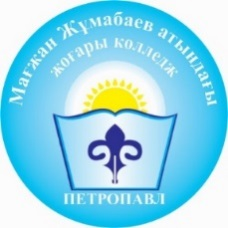 Мағжан Жұмабаев атындағы
жоғары колледж
ПЕТРОПАВЛ